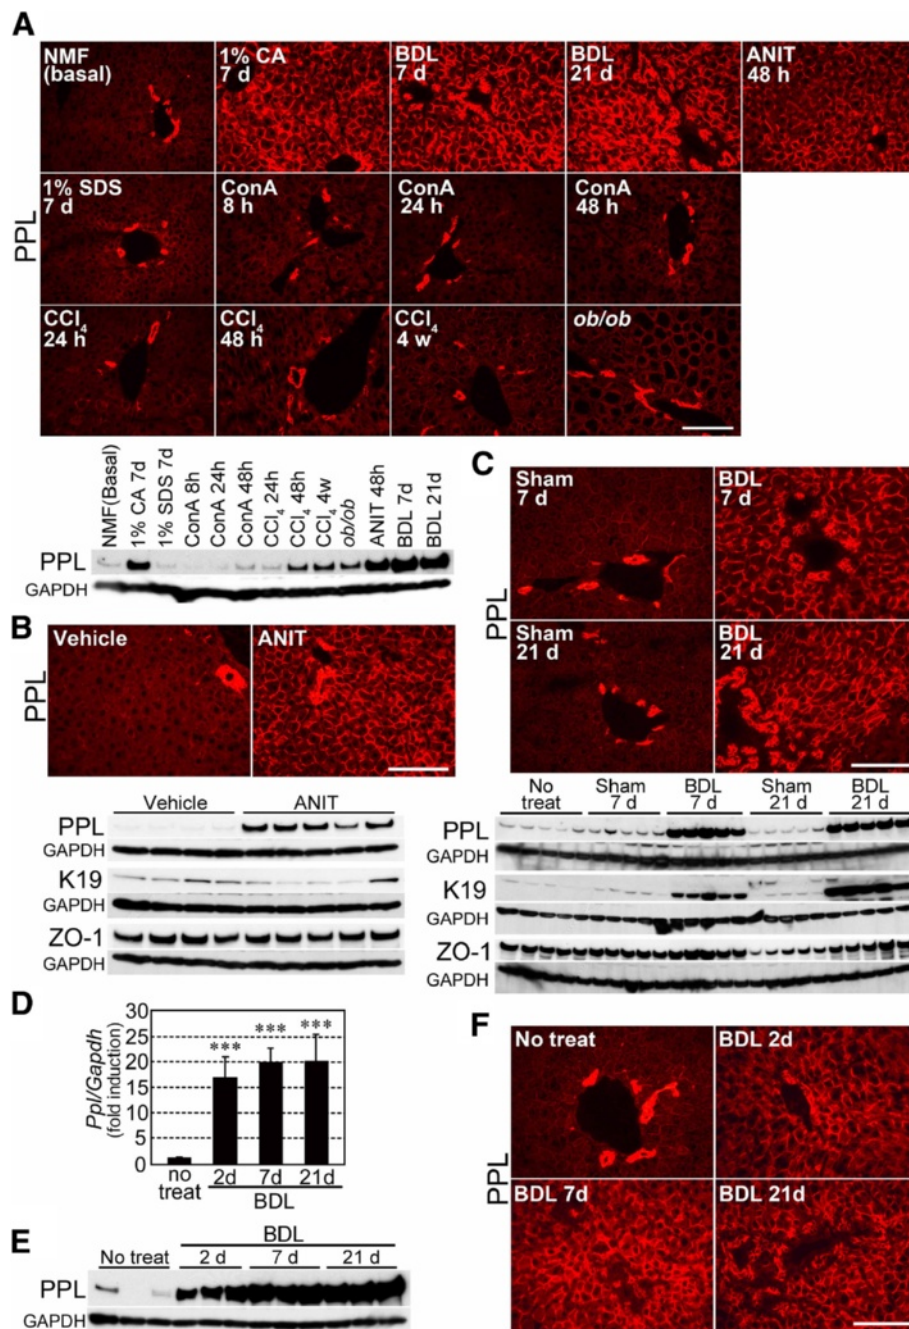 A
NMF
(basal)
1% CA
7 d
BDL
7 d
BDL
21 d
ANIT
48 h
PPL
1% SDS
7 d
ConA
8 h
ConA
24 h
ConA
48 h
CCl4
24 h
CCl4
48 h
CCl4
4 w
ob/ob
NMF(Basal)
1% CA 7d
1% SDS 7d
ConA 8h
ConA 24h
ConA 48h
CCl4 24h
CCl4 48h
CCl4 4w
ob/ob
ANIT 48h
BDL 7d
BDL 21d
PPL
GAPDH
B
PPL
Vehicle
ANIT
Vehicle ANIT
PPL
GAPDH
K19
GAPDH
ZO-1
GAPDH
C
PPL
Sham
7 d
BDL
7 d
Sham
21 d
BDL
21 d
No
treat
Sham
7 d
BDL
7 d
Sham
21 d
BDL
21 d
PPL
GAPDH
K19
GAPDH
ZO-1
GAPDH
D
Ppl/Gapdh
(fold induction)
30
25
20
15
10
5
0
***
***
***
no
treat
2d
7d
21d
BDL
E
BDL
No treat 2 d 7 d 21 d
PPL
GAPDH
F
PPL
No treat
BDL 2d
BDL 7d
BDL 21d